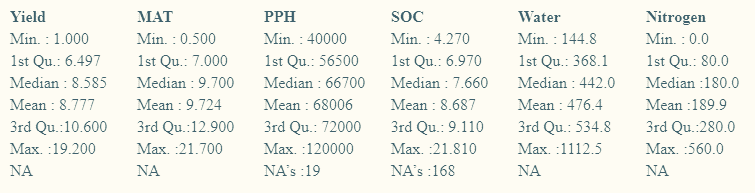 Yield MAT PPH SOC Water Nitrogen
Min. : 1.000 Min. : 0.500 Min. : 40000 Min. : 4.270 Min. : 144.8 Min. : 0.0
1st Qu.: 6.497 1st Qu.: 7.000 1st Qu.: 56500 1st Qu.: 6.970 1st Qu.: 368.1 1st Qu.: 80.0
Median : 8.585 Median : 9.700 Median : 66700 Median : 7.660 Median : 442.0 Median :180.0
Mean : 8.777 Mean : 9.724 Mean : 68006 Mean : 8.687 Mean : 476.4 Mean :189.9
3rd Qu.:10.600 3rd Qu.:12.900 3rd Qu.: 72000 3rd Qu.: 9.110 3rd Qu.: 534.8 3rd Qu.:280.0
Max. :19.200 Max. :21.700 Max. :120000 Max. :21.810 Max. :1112.5 Max. :560.0
NA NA NA’s :19 NA’s :168 NA NA